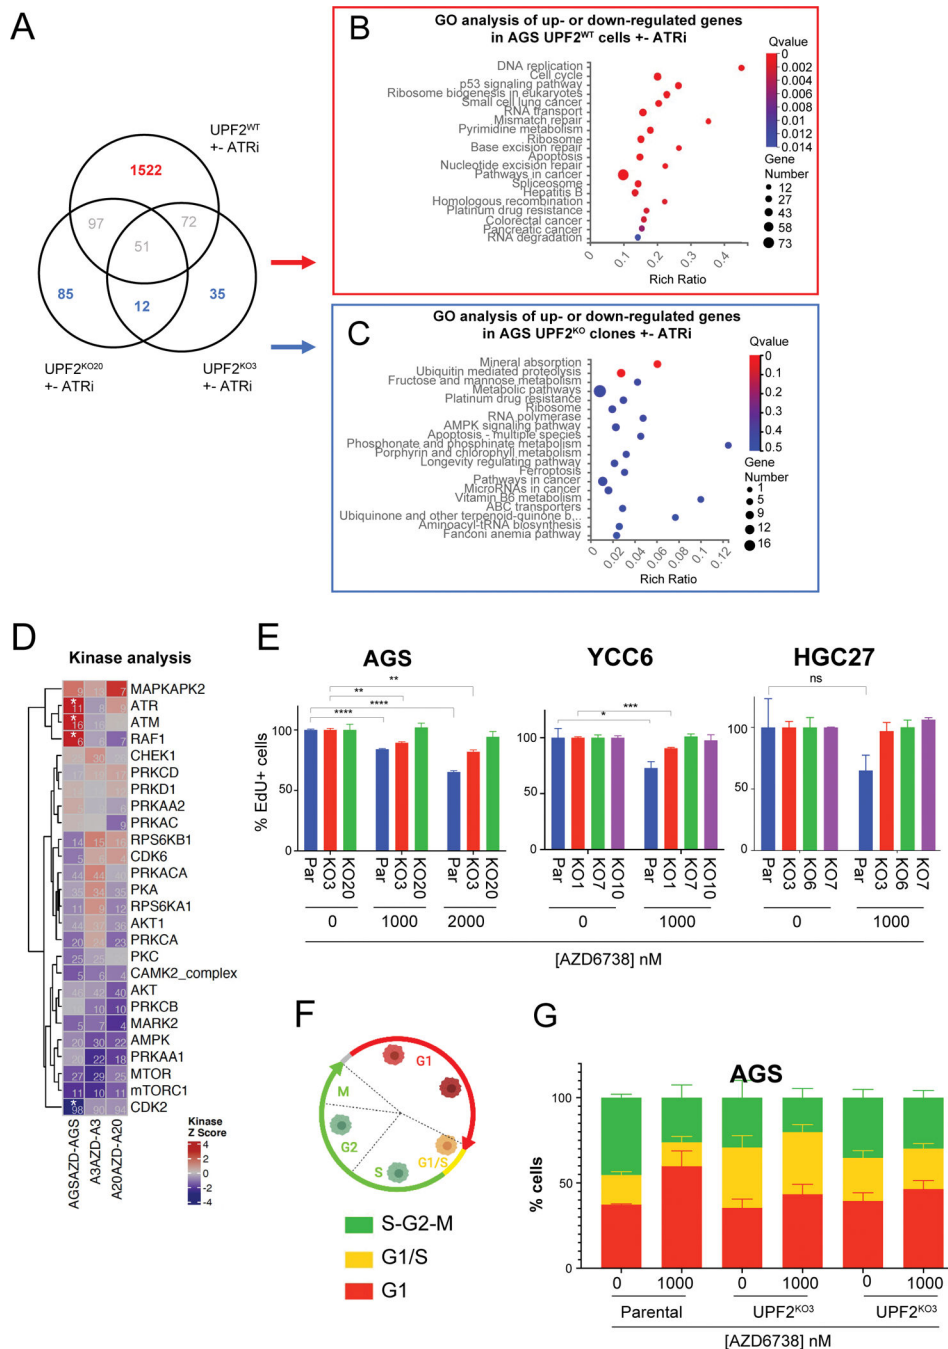 A
UPF2WT
+- ATRi
1522
97
72
51
85
12
35
UPF2KO20
+- ATRi
UPF2KO3
+- ATRi
B
GO analysis of up- or down-regulated genes
in AGS UPF2WT cells +- ATRi
DNA replication
Cell cycle
p53 signaling pathway
Ribosome biogenesis in eukaryotes
Small cell lung cancer
RNA transport
Mismatch repair
Pyrimidine metabolism
Ribosome
Base excision repair
Apoptosis
Nucleotide excision repair
Pathways in cancer
Spliceosome
Hepatitis B
Homologous recombination
Platinum drug resistance
Colorectal cancer
Pancreatic cancer
RNA degradation
0
0.1
0.2
0.3
0.4
Rich Ratio
Qvalue
0
0.002
0.004
0.006
0.008
0.010
0.012
0.014
Gene
Number
12
27
43
58
73
C
GO analysis of up- or down-regulated genes
in AGS UPF2KO clones +- ATRi
Mineral absorption
Ubiquitin mediated proteolysis
Fructose and mannose metabolism
Metabolic pathways
Platinum drug resistance
Ribosome
RNA polymerase
AMPK signaling pathway
Apoptosis - multiple species
Phosphonate and phosphinate metabolism
Porphyrin and chlorophyll metabolism
Longevity regulating pathway
Ferroptosis
Pathways in cancer
MicroRNAs in cancer
Vitamin B6 metabolism
ABC transporters
Ubiquinone and other terpenoid-quinone b...
Aminoacyl-tRNA biosynthesis
Fanconi anemia pathway
0
0.02
0.04
0.06
0.08
0.1
0.12
Rich Ratio
Qvalue
0
0.1
0.2
0.3
0.4
0.5
Gene
Number
1
5
9
12
16
D
Kinase analysis
MAPKAPK2
ATR
ATM
RAF1
CHEK1
PRKCD
PRKD1
PRKAA2
PRKAC
RPS6KB1
CDK6
PRKACA
PKA
RPS6KA1
AKT1
PRKCA
PKC
CAMK2_complex
AKT
PRKCB
MARK2
AMPK
PRKAA1
MTOR
mTORC1
CDK2
AGSAZD-AGS
A3AZD-A3
A20AZD-A20
Kinase
Z Score
4
2
0
-2
-4
E
AGS
YCC6
HGC27
% EdU+ cells
100
50
0
**
**
****
****
Par
KO3
KO20
Par
KO3
KO20
Par
KO3
KO20
0
1000
2000
100
50
0
***
*
Par
KO1
KO7
KO10
Par
KO1
KO7
KO10
0
1000
100
50
0
ns
Par
KO3
KO6
KO7
Par
KO3
KO6
KO7
0
1000
[AZD6738] nM
F
G1
M
G2
S
G1/S
S-G2-M
G1/S
G1
G
AGS
% cells
100
50
0
0
1000
0
1000
0
1000
Parental
UPF2KO3
UPF2KO3
[AZD6738] nM